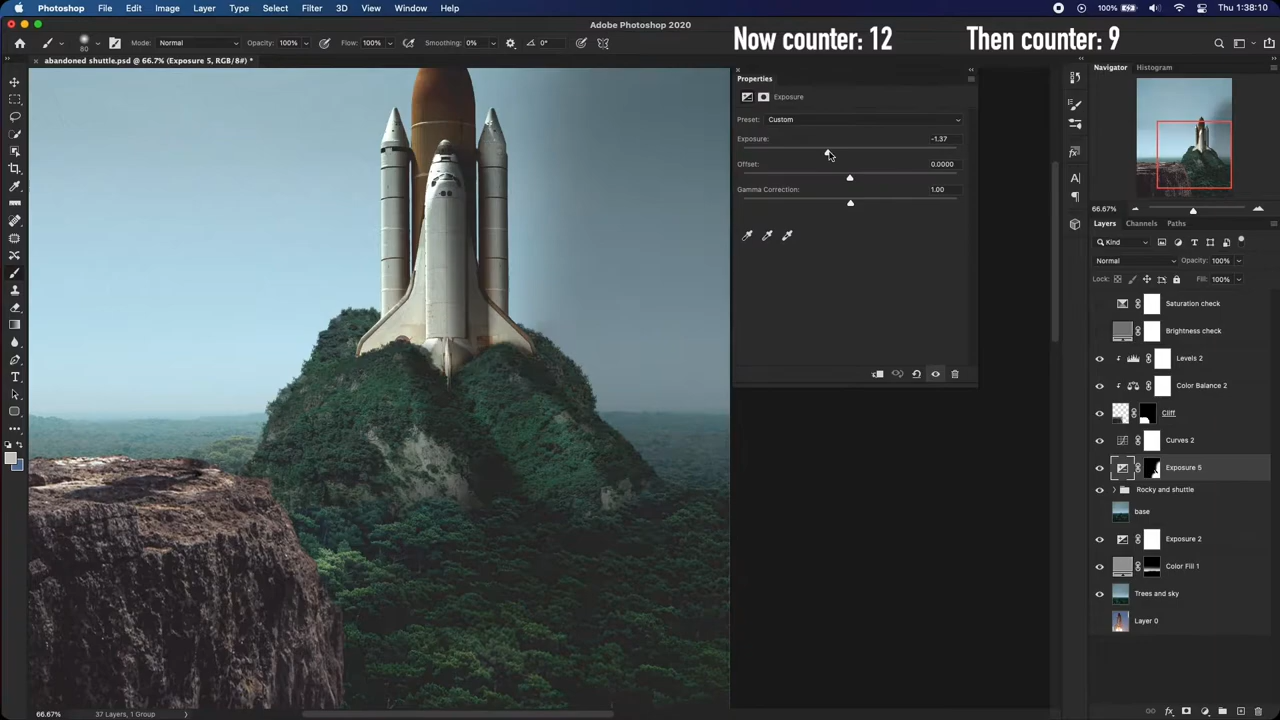 Photoshop File Edit Image Layer Type Select Filter 3D View Window Help 100% Thu 1:38:10
Adobe Photoshop 2020
Now counter: 12 Then counter: 9
80 Mode: Normal Opacity: 100% Flow: 100% Smoothing: 0% 0°
abandoned shuttle.psd @ 66.7% (Exposure 5, RGB/8#) *
Properties
Exposure
Preset: Custom
Exposure: -1.37
Offset: 0.0000
Gamma Correction: 1.00
Navigator Histogram
66.67%
Layers Channels Paths
Kind
Normal Opacity: 100%
Lock: Fill: 100%
Saturation check
Brightness check
Levels 2
Color Balance 2
Cliff
Curves 2
Exposure 5
Rocky and shuttle
base
Exposure 2
Color Fill 1
Trees and sky
Layer 0
66.67% 37 Layers, 1 Group